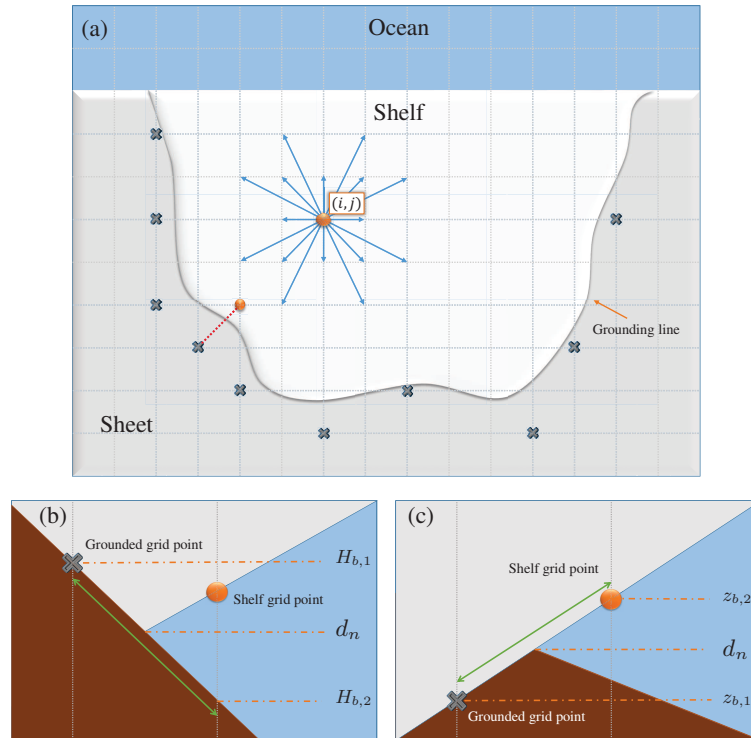 (a)
Ocean
Shelf
(i,j)
Grounding line
Sheet
(b)
Grounded grid point
H_{b,1}
Shelf grid point
d_n
H_{b,2}
(c)
Shelf grid point
z_{b,2}
d_n
z_{b,1}
Grounded grid point